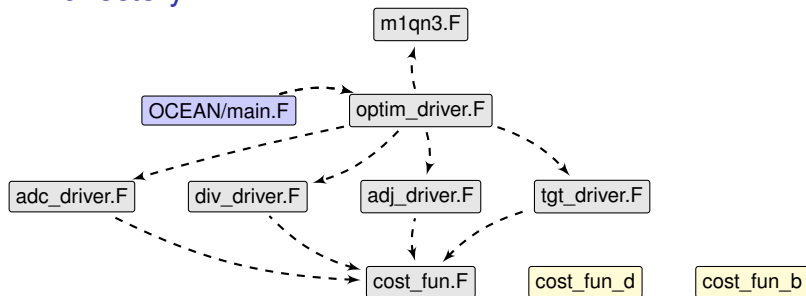 m1qn3.F
OCEAN/main.F
optim_driver.F
adc_driver.F
div_driver.F
adj_driver.F
tgt_driver.F
cost_fun.F
cost_fun_d
cost_fun_b